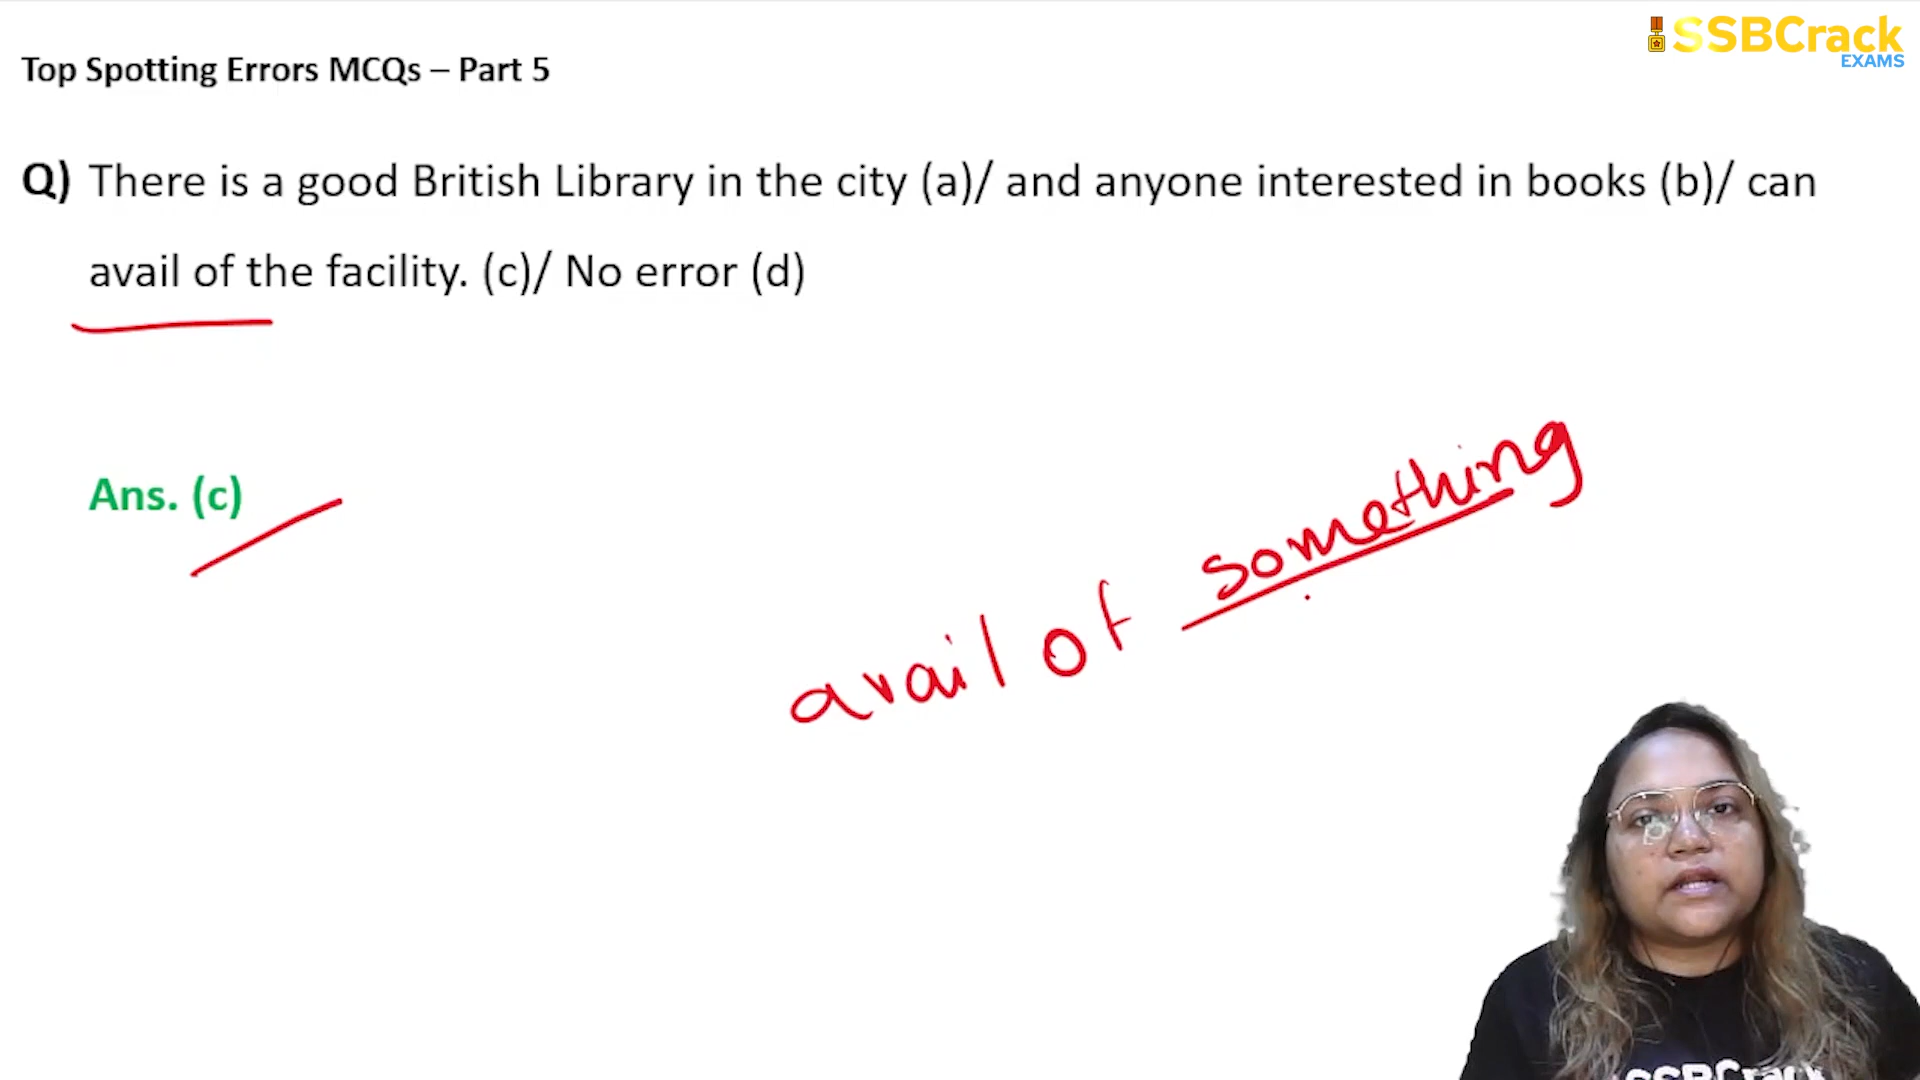 SSBCrack
EXAMS
Top Spotting Errors MCQs – Part 5
Q) There is a good British Library in the city (a)/ and anyone interested in books (b)/ can
avail of the facility. (c)/ No error (d)
Ans. (c)
avail of something
SSBCrack